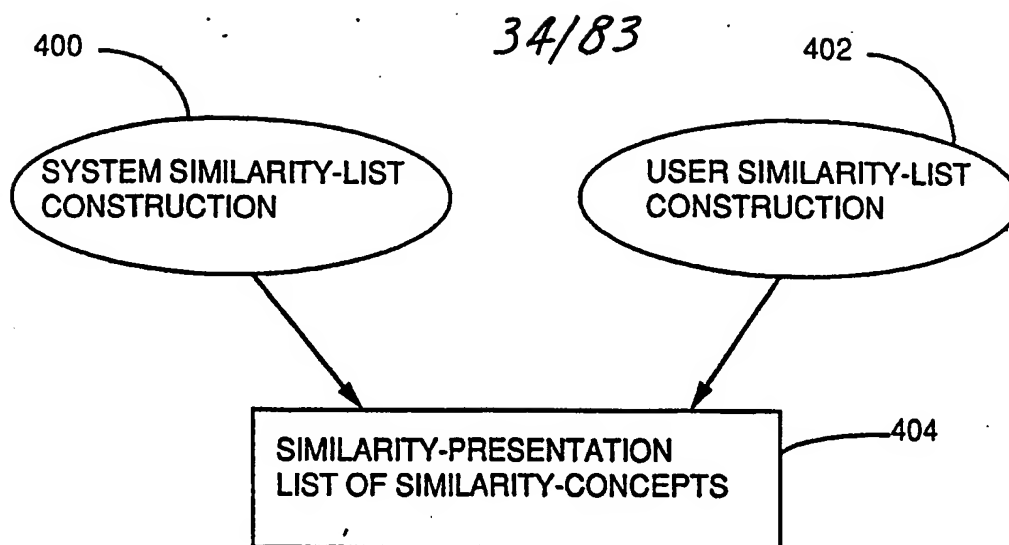 34/83
400
402
SYSTEM SIMILARITY-LIST
CONSTRUCTION
USER SIMILARITY-LIST
CONSTRUCTION
404
SIMILARITY-PRESENTATION
LIST OF SIMILARITY-CONCEPTS